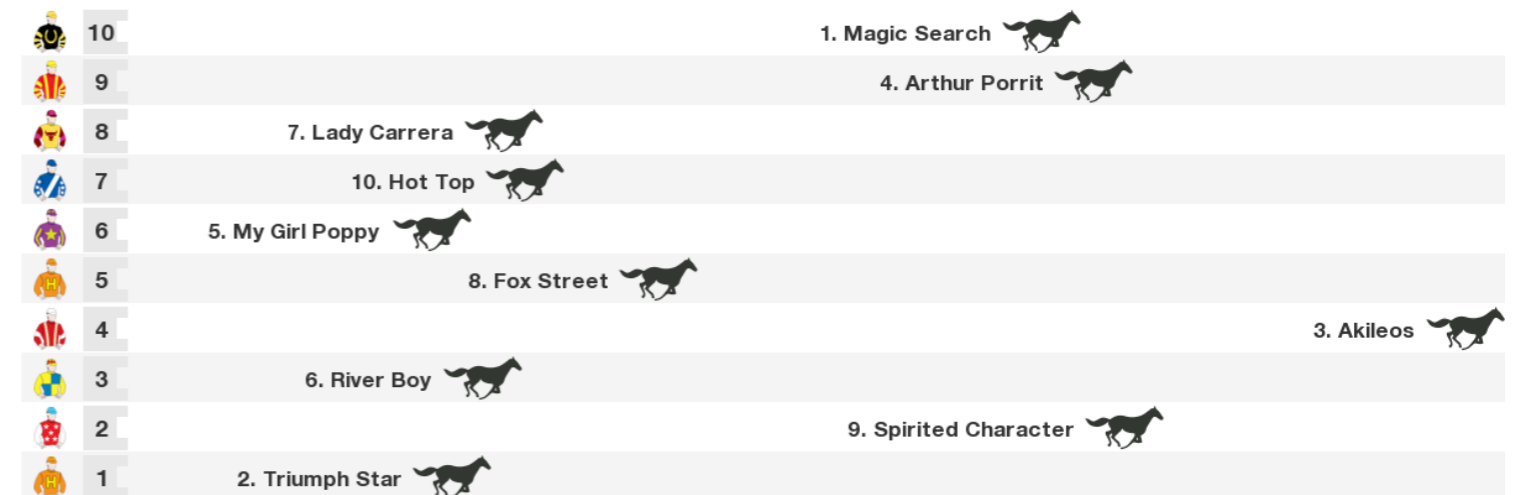 10 1. Magic Search
9 4. Arthur Porrit
8 7. Lady Carrera
7 10. Hot Top
6 5. My Girl Poppy
5 8. Fox Street
H
4 3. Akileos
3 6. River Boy
2 9. Spirited Character
1 2. Triumph Star
H